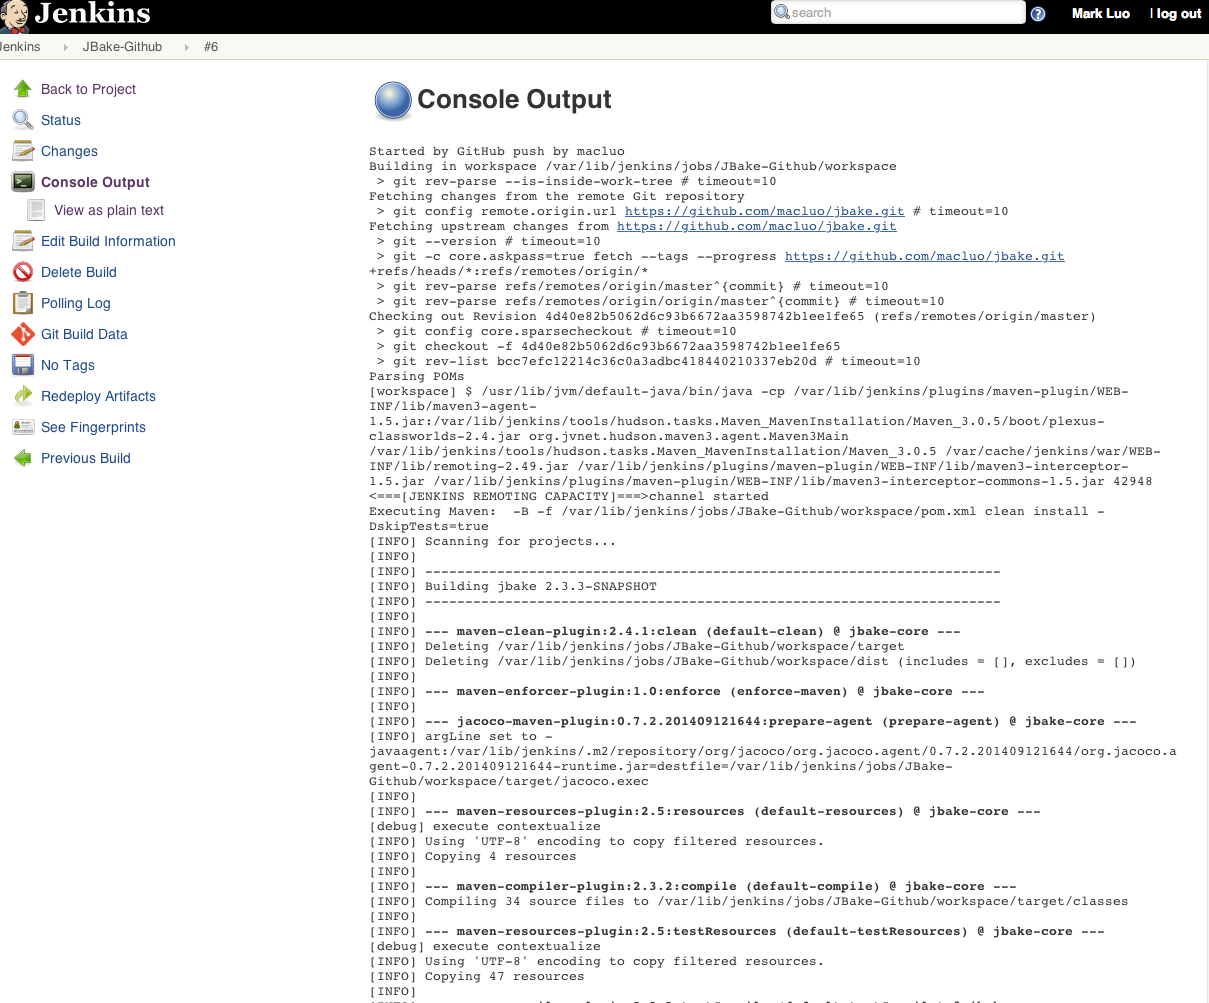 Jenkins
search
Mark Luo
log out
Jenkins
JBake-Github
#6
Back to Project
Status
Changes
Console Output
View as plain text
Edit Build Information
Delete Build
Polling Log
Git Build Data
No Tags
Redeploy Artifacts
See Fingerprints
Previous Build
Console Output
Started by GitHub push by macluo
Building in workspace /var/lib/jenkins/jobs/JBake-Github/workspace
> git rev-parse --is-inside-work-tree # timeout=10
Fetching changes from the remote Git repository
> git config remote.origin.url https://github.com/macluo/jbake.git # timeout=10
Fetching upstream changes from https://github.com/macluo/jbake.git
> git --version # timeout=10
> git -c core.askpass=true fetch --tags --progress https://github.com/macluo/jbake.git
+refs/heads/*:refs/remotes/origin/*
> git rev-parse refs/remotes/origin/master^{commit} # timeout=10
> git rev-parse refs/remotes/origin/origin/master^{commit} # timeout=10
Checking out Revision 4d40e82b5062d6c93b6672aa3598742b1ee1fe65 (refs/remotes/origin/master)
> git config core.sparsecheckout # timeout=10
> git checkout -f 4d40e82b5062d6c93b6672aa3598742b1ee1fe65
> git rev-list bcc7efc12214c36c0a3adbc418440210337eb20d # timeout=10
Parsing POMs
[workspace] $ /usr/lib/jvm/default-java/bin/java -cp /var/lib/jenkins/plugins/maven-plugin/WEB-
INF/lib/maven3-agent-
1.5.jar:/var/lib/jenkins/tools/hudson.tasks.Maven_MavenInstallation/Maven_3.0.5/boot/plexus-
classworlds-2.4.jar org.jvnet.hudson.maven3.agent.Maven3Main
/var/lib/jenkins/tools/hudson.tasks.Maven_MavenInstallation/Maven_3.0.5 /var/cache/jenkins/war/WEB-
INF/lib/remoting-2.49.jar /var/lib/jenkins/plugins/maven-plugin/WEB-INF/lib/maven3-interceptor-
1.5.jar /var/lib/jenkins/plugins/maven-plugin/WEB-INF/lib/maven3-interceptor-commons-1.5.jar 42948
<===[JENKINS REMOTING CAPACITY]===>channel started
Executing Maven:  -B -f /var/lib/jenkins/jobs/JBake-Github/workspace/pom.xml clean install -
DskipTests=true
[INFO] Scanning for projects...
[INFO]
[INFO] ------------------------------------------------------------------------
[INFO] Building jbake 2.3.3-SNAPSHOT
[INFO] ------------------------------------------------------------------------
[INFO]
[INFO] --- maven-clean-plugin:2.4.1:clean (default-clean) @ jbake-core ---
[INFO] Deleting /var/lib/jenkins/jobs/JBake-Github/workspace/target
[INFO] Deleting /var/lib/jenkins/jobs/JBake-Github/workspace/dist (includes = [], excludes = [])
[INFO]
[INFO] --- maven-enforcer-plugin:1.0:enforce (enforce-maven) @ jbake-core ---
[INFO]
[INFO] --- jacoco-maven-plugin:0.7.2.201409121644:prepare-agent (prepare-agent) @ jbake-core ---
[INFO] argLine set to -
javaagent:/var/lib/jenkins/.m2/repository/org/jacoco/org.jacoco.agent/0.7.2.201409121644/org.jacoco.a
gent-0.7.2.201409121644-runtime.jar=destfile=/var/lib/jenkins/jobs/JBake-
Github/workspace/target/jacoco.exec
[INFO]
[INFO] --- maven-resources-plugin:2.5:resources (default-resources) @ jbake-core ---
[debug] execute contextualize
[INFO] Using 'UTF-8' encoding to copy filtered resources.
[INFO] Copying 4 resources
[INFO]
[INFO] --- maven-compiler-plugin:2.3.2:compile (default-compile) @ jbake-core ---
[INFO] Compiling 34 source files to /var/lib/jenkins/jobs/JBake-Github/workspace/target/classes
[INFO]
[INFO] --- maven-resources-plugin:2.5:testResources (default-testResources) @ jbake-core ---
[debug] execute contextualize
[INFO] Using 'UTF-8' encoding to copy filtered resources.
[INFO] Copying 47 resources
[INFO]